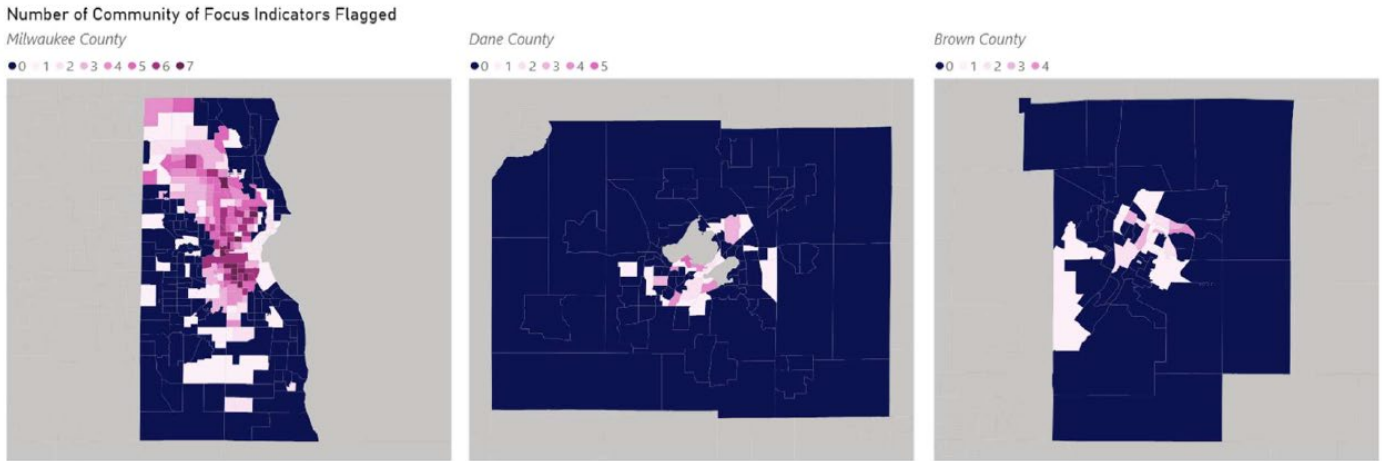 Number of Community of Focus Indicators Flagged
Milwaukee County
0 1 2 3 4 5 6 7
Dane County
0 1 2 3 4 5
Brown County
0 1 2 3 4